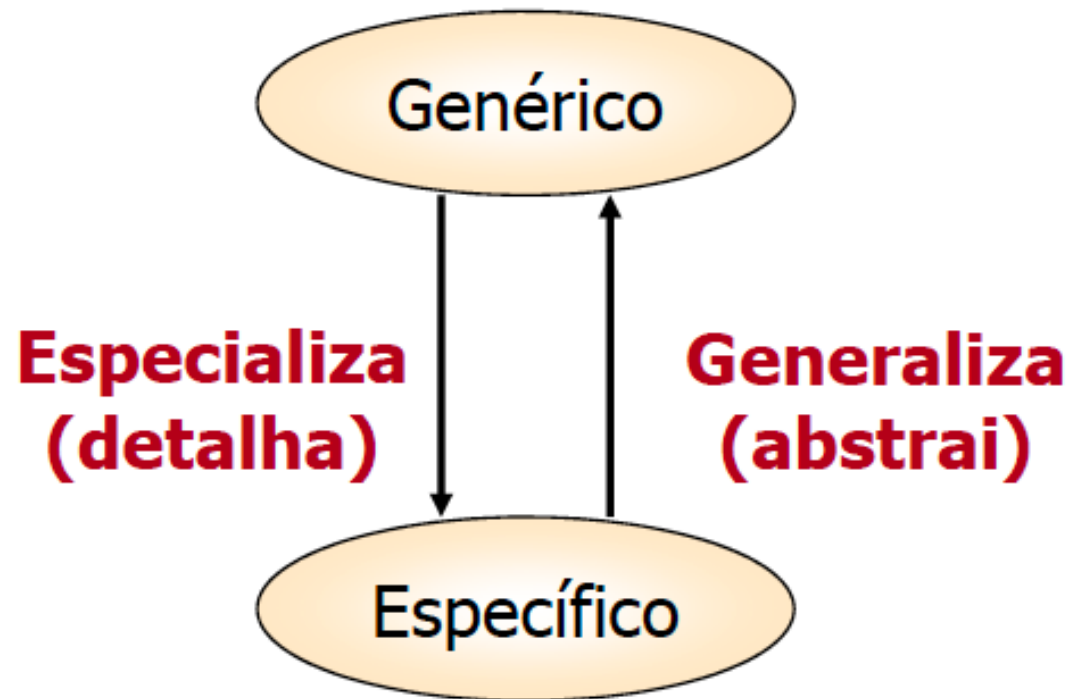 Genérico
Especializa
(detalha)
Generaliza
(abstrai)
Específico